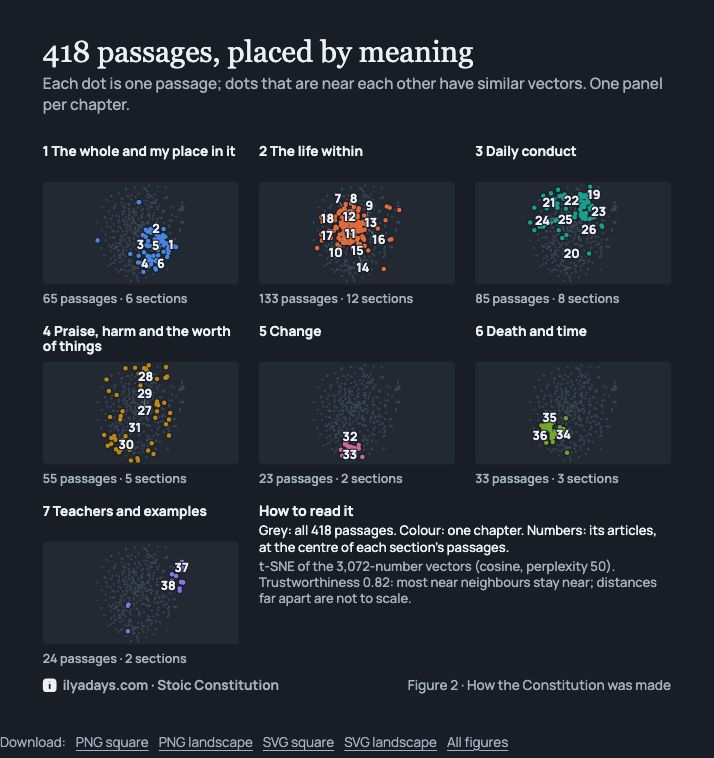 418 passages, placed by meaning
Each dot is one passage; dots that are near each other have similar vectors. One panel
per chapter.
1 The whole and my place in it
2
3 5 1
4 6
65 passages · 6 sections
2 The life within
7 8 9
18 12 13
17 11 16
10 15
14
133 passages · 12 sections
3 Daily conduct
19
21 22
23
24 25
26
20
85 passages · 8 sections
4 Praise, harm and the worth
of things
28
29
27
31
30
55 passages · 5 sections
5 Change
32
33
23 passages · 2 sections
6 Death and time
35
36 34
33 passages · 3 sections
7 Teachers and examples
37
38
24 passages · 2 sections
How to read it
Grey: all 418 passages. Colour: one chapter. Numbers: its articles,
at the centre of each section's passages.
t-SNE of the 3,072-number vectors (cosine, perplexity 50).
Trustworthiness 0.82: most near neighbours stay near; distances
far apart are not to scale.
ilyadays.com · Stoic Constitution
Figure 2 · How the Constitution was made
Download: PNG square PNG landscape SVG square SVG landscape All figures